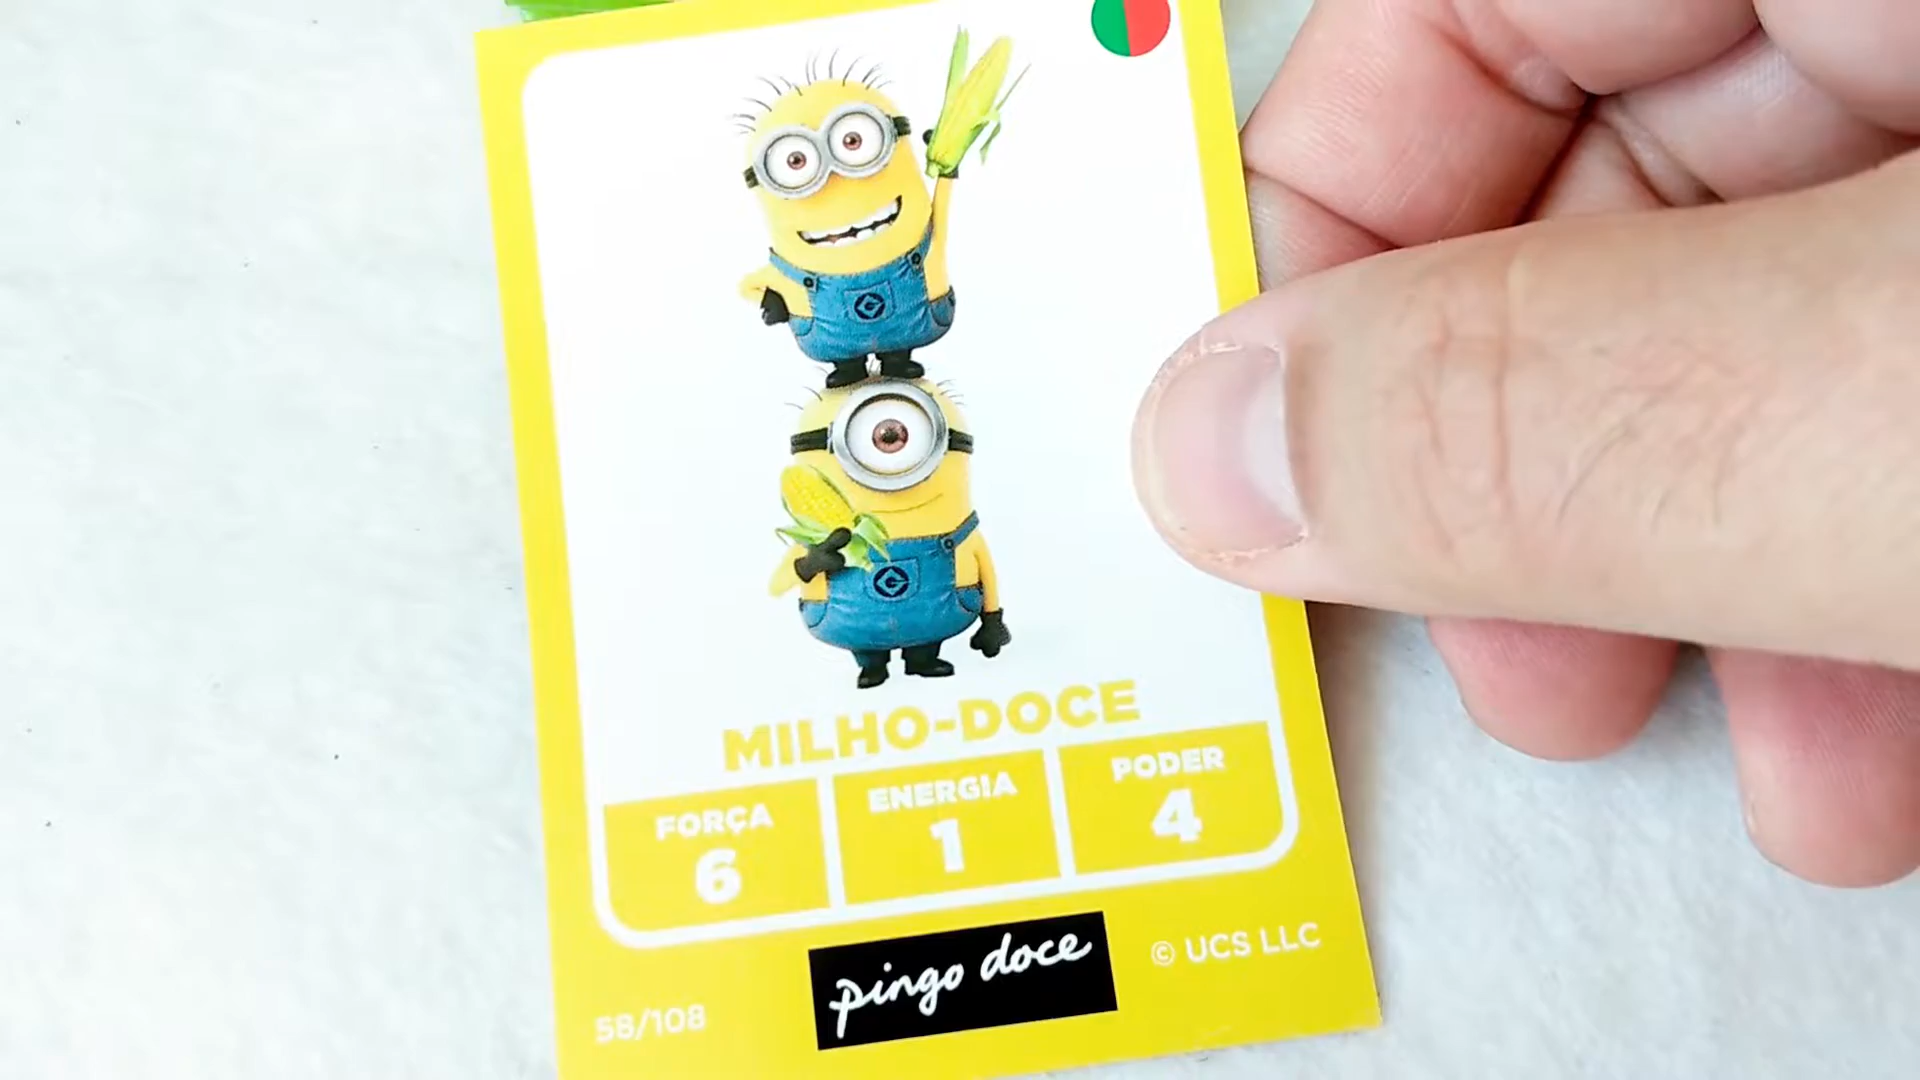 MILHO-DOCE
FORÇA
6
ENERGIA
1
PODER
4
pingo doce
© UCS LLC
58/108